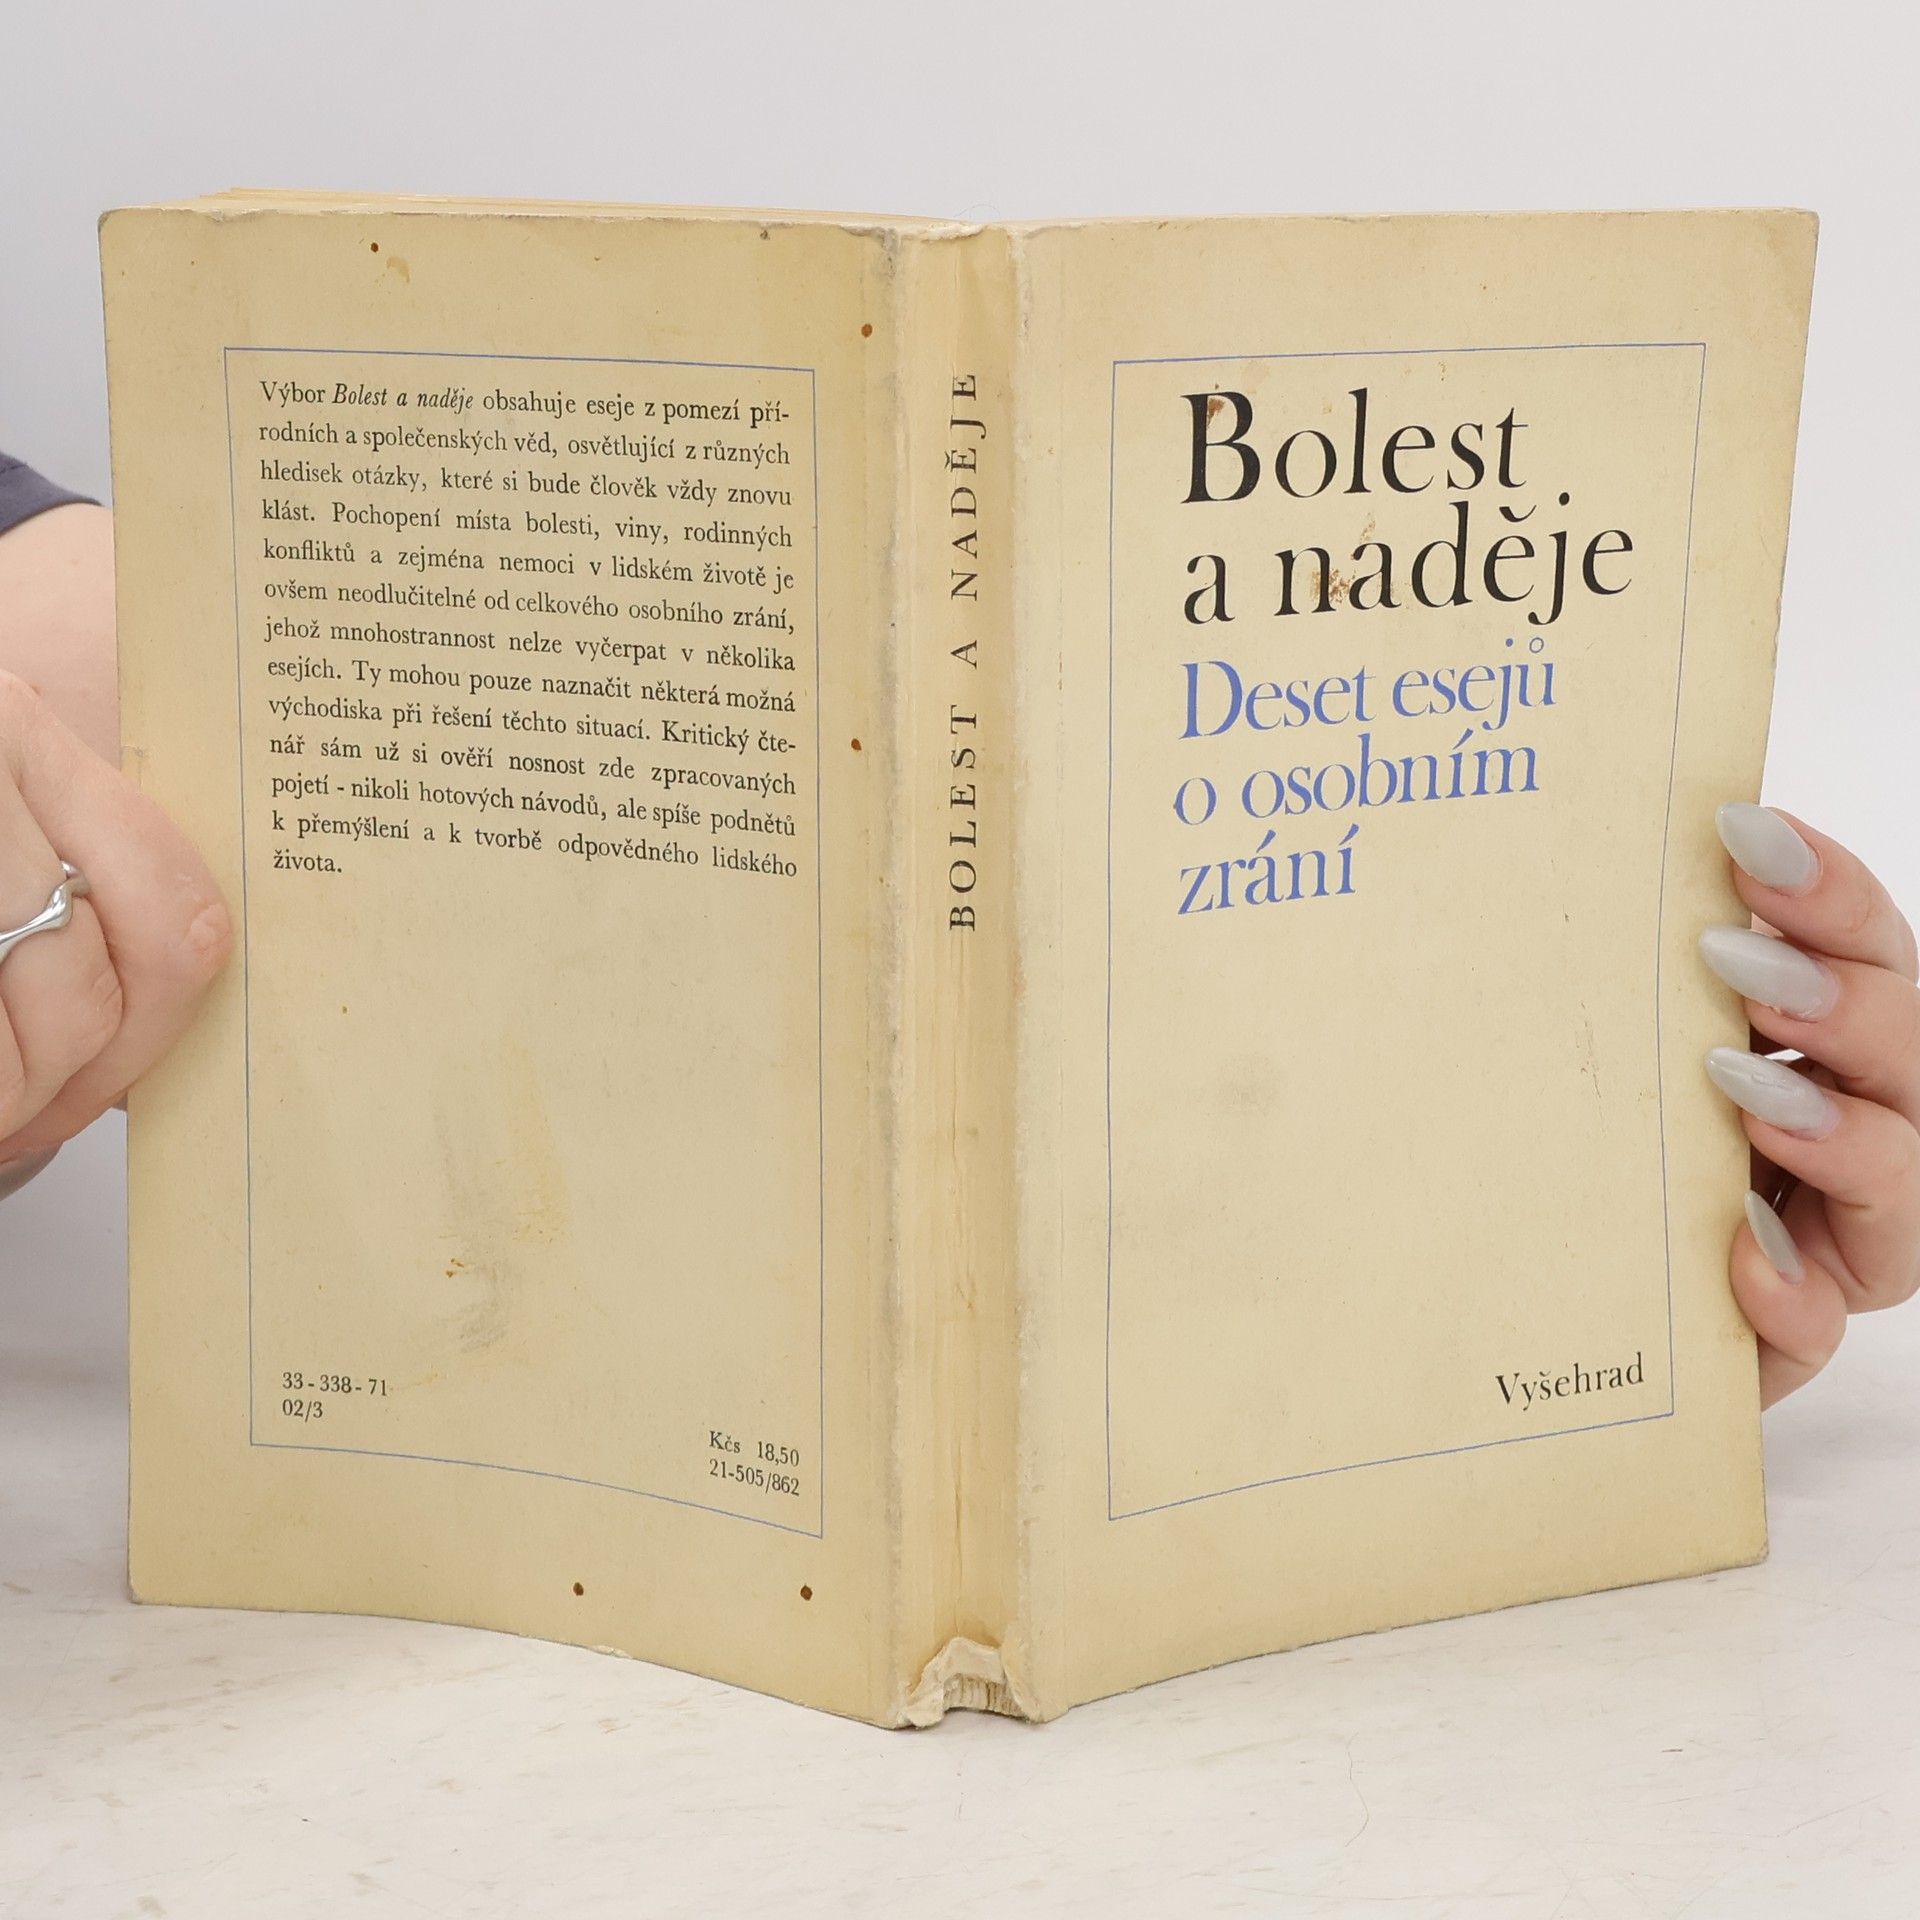 Výbor Bolest a naděje obsahuje eseje z pomezí pří-
rodních a společenských věd, osvětlující z různých
hledisek otázky, které si bude člověk vždy znovu
klást. Pochopení místa bolesti, viny, rodinných
konfliktů a zejména nemoci v lidském životě je
ovšem neodlučitelné od celkového osobního zrání,
jehož mnohostrannost nelze vyčerpat v několika
esejích. Ty mohou pouze naznačit některá možná
východiska při řešení těchto situací. Kritický čte-
nář sám už si ověří nosnost zde zpracovaných
pojetí - nikoli hotových návodů, ale spíše podnětů
k přemýšlení a k tvorbě odpovědného lidského
života.
33-338-71
02/3
Kčs 18,50
21-505/862
BOLEST A NADĚJE
Bolest
a naděje
Deset esejů
o osobním
zrání
Vyšehrad